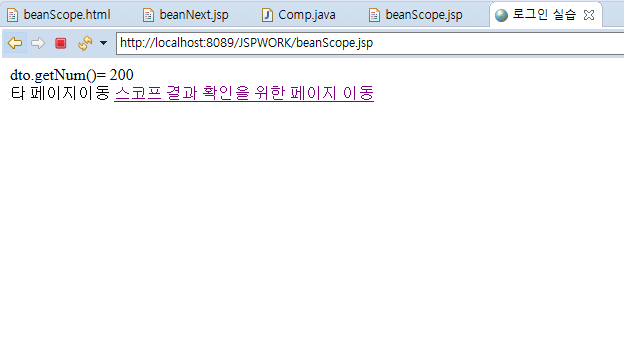 beanScope.html beanNext.jsp Comp.java beanScope.jsp 로그인 실습
http://localhost:8089/JSPWORK/beanScope.jsp
dto.getNum()= 200
타 페이지이동 스코프 결과 확인을 위한 페이지 이동